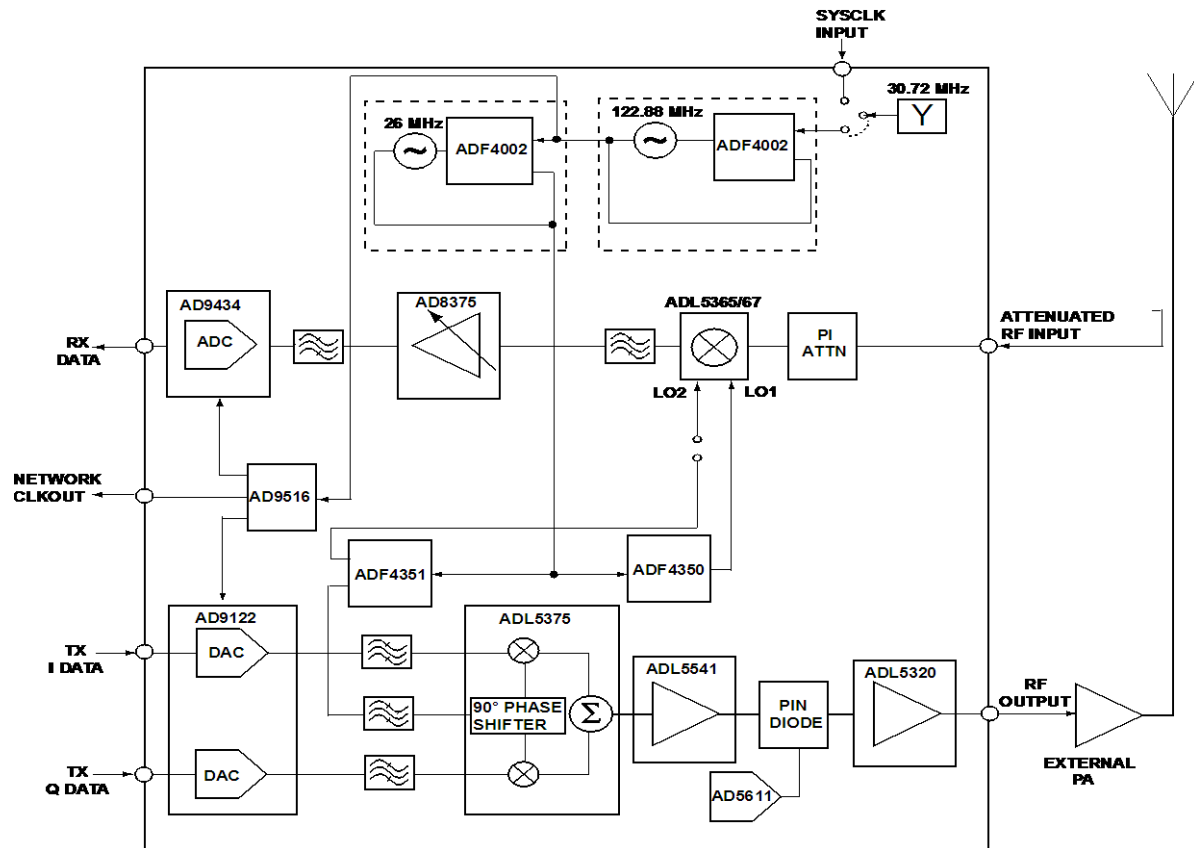 SYSCLK
INPUT
30.72 MHz
Y
122.88 MHz
ADF4002
26 MHz
ADF4002
AD9434
ADC
RX
DATA
AD8375
ADL5365/67
LO2
LO1
PI
ATTN
ATTENUATED
RF INPUT
NETWORK
CLKOUT
AD9516
ADF4351
ADF4350
AD9122
DAC
TX
I DATA
DAC
TX
Q DATA
ADL5375
90° PHASE
SHIFTER
Σ
ADL5541
PIN
DIODE
AD5611
ADL5320
RF
OUTPUT
EXTERNAL
PA